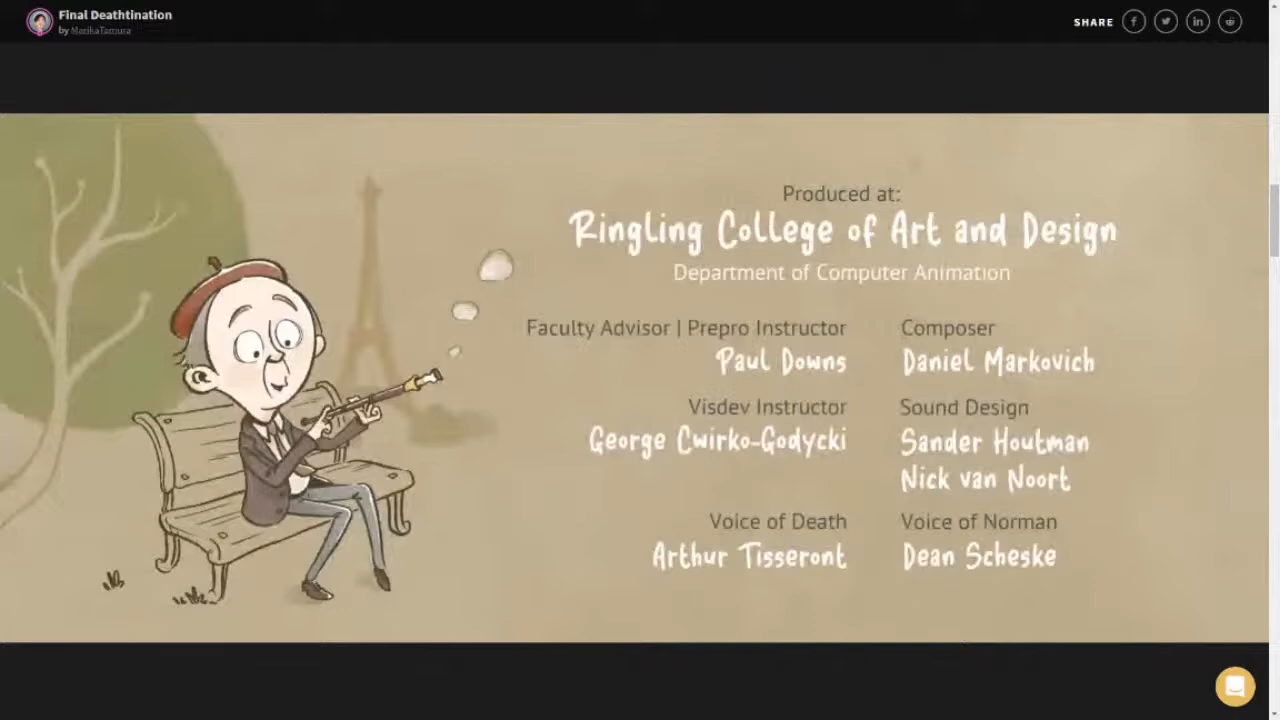 Final Deathtination
by MarikaTamura
SHARE
Produced at:
Ringling College of Art and Design
Department of Computer Animation
Faculty Advisor | Prepro Instructor
Paul Downs
Composer
Daniel Markovich
Visdev Instructor
George Cwirko-Godycki
Sound Design
Sander Houtman
Nick van Noort
Voice of Death
Arthur Tisseront
Voice of Norman
Dean Scheske